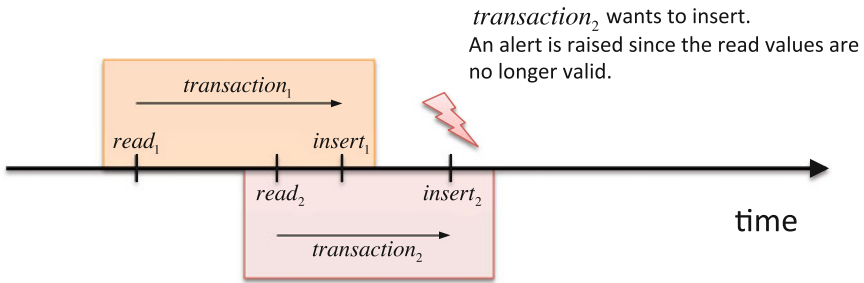 transaction₂ wants to insert.
An alert is raised since the read values are
no longer valid.
transaction₁
read₁ insert₁
read₂ insert₂
transaction₂
time